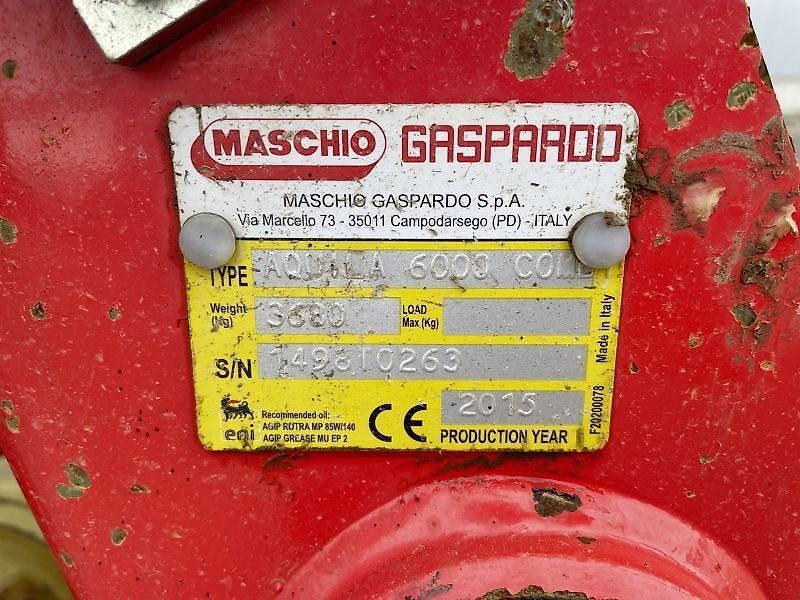 MASCHIO GASPARDO
MASCHIO GASPARDO S.p.A.
Via Marcello 73 - 35011 Campodarsego (PD) - ITALY
TYPE AQUILA 6000
Weight (Kg) 3680 LOAD Max (Kg)
S/N
eni Recommended oil:
AGIP ROTRA MP 85W/140
AGIP GREASE MU EP 2
CE 2015
PRODUCTION YEAR
Made in Italy
F20200078